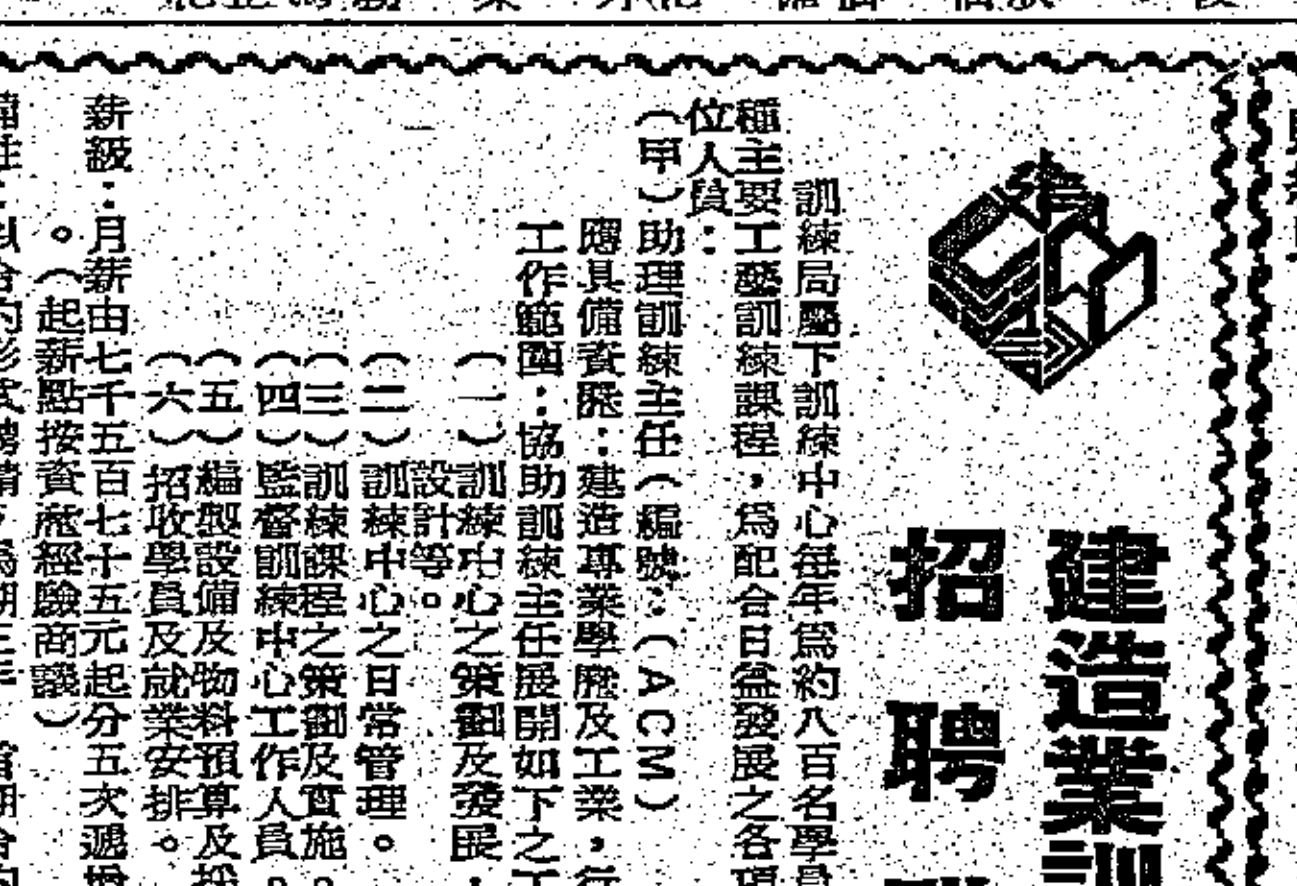 建造業訓
招聘
訓練局屬下訓練中心每年爲約八百名學員
種主要工藝訓練課程，爲配合日益發展之各項
位人員：
（甲）助理訓練主任（編號：（ACM）
應具備資歷：建造專業學歷及工業，行
工作範圍：協助訓練主任展開如下之工
（一）訓練中心之策劃及發展，
設計等。
（二）訓練中心之日常管理。
（三）訓練課程之策劃及實施。
（四）監督訓練中心工作人員。
（五）編製設備及物料預算及採
（六）招收學員及就業安排。
薪級：月薪由七千五百七十五元起分五次遞增
。（起薪點按資歷經驗商議）